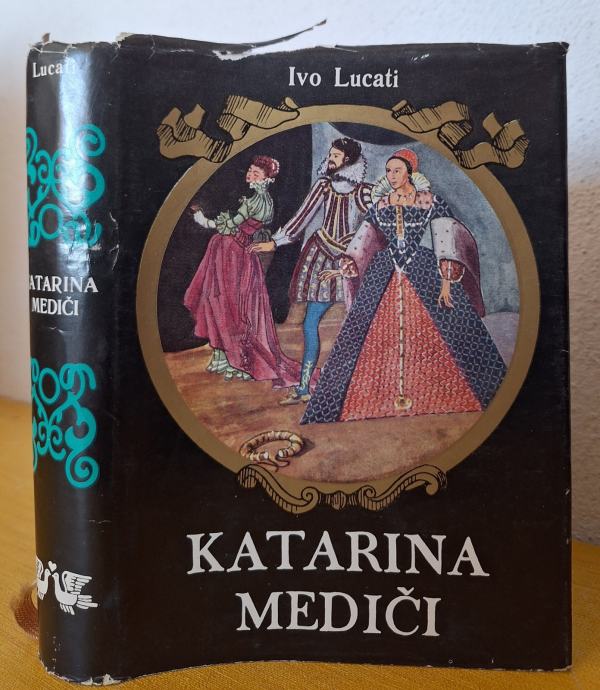 Lucati
KATARINA
MEDIČI
Ivo Lucati
KATARINA
MEDIČI